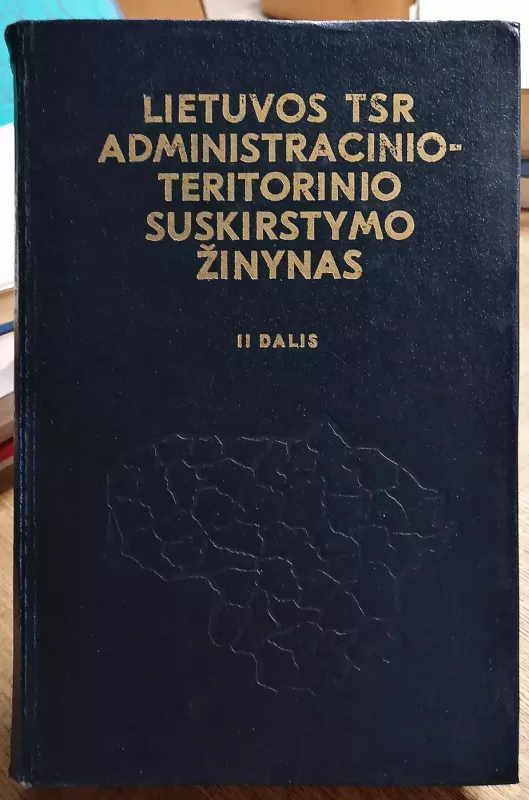 LIETUVOS TSR
ADMINISTRACINIO-
TERITORINIO
SUSKIRSTYMO
ŽINYNAS
II DALIS